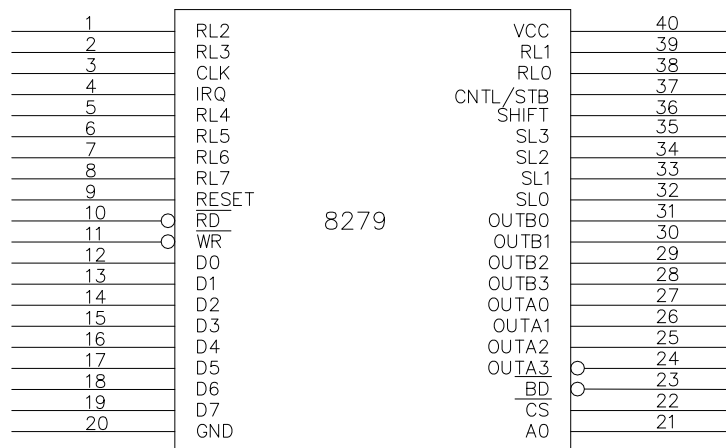 1 RL2 VCC 40
2 RL3 RL1 39
3 CLK RL0 38
4 IRQ CNTL/STB 37
5 RL4 SHIFT 36
6 RL5 SL3 35
7 RL6 SL2 34
8 RL7 SL1 33
9 RESET SL0 32
10 RD 8279 OUTB0 31
11 WR OUTB1 30
12 D0 OUTB2 29
13 D1 OUTB3 28
14 D2 OUTA0 27
15 D3 OUTA1 26
16 D4 OUTA2 25
17 D5 OUTA3 24
18 D6 BD 23
19 D7 CS 22
20 GND A0 21